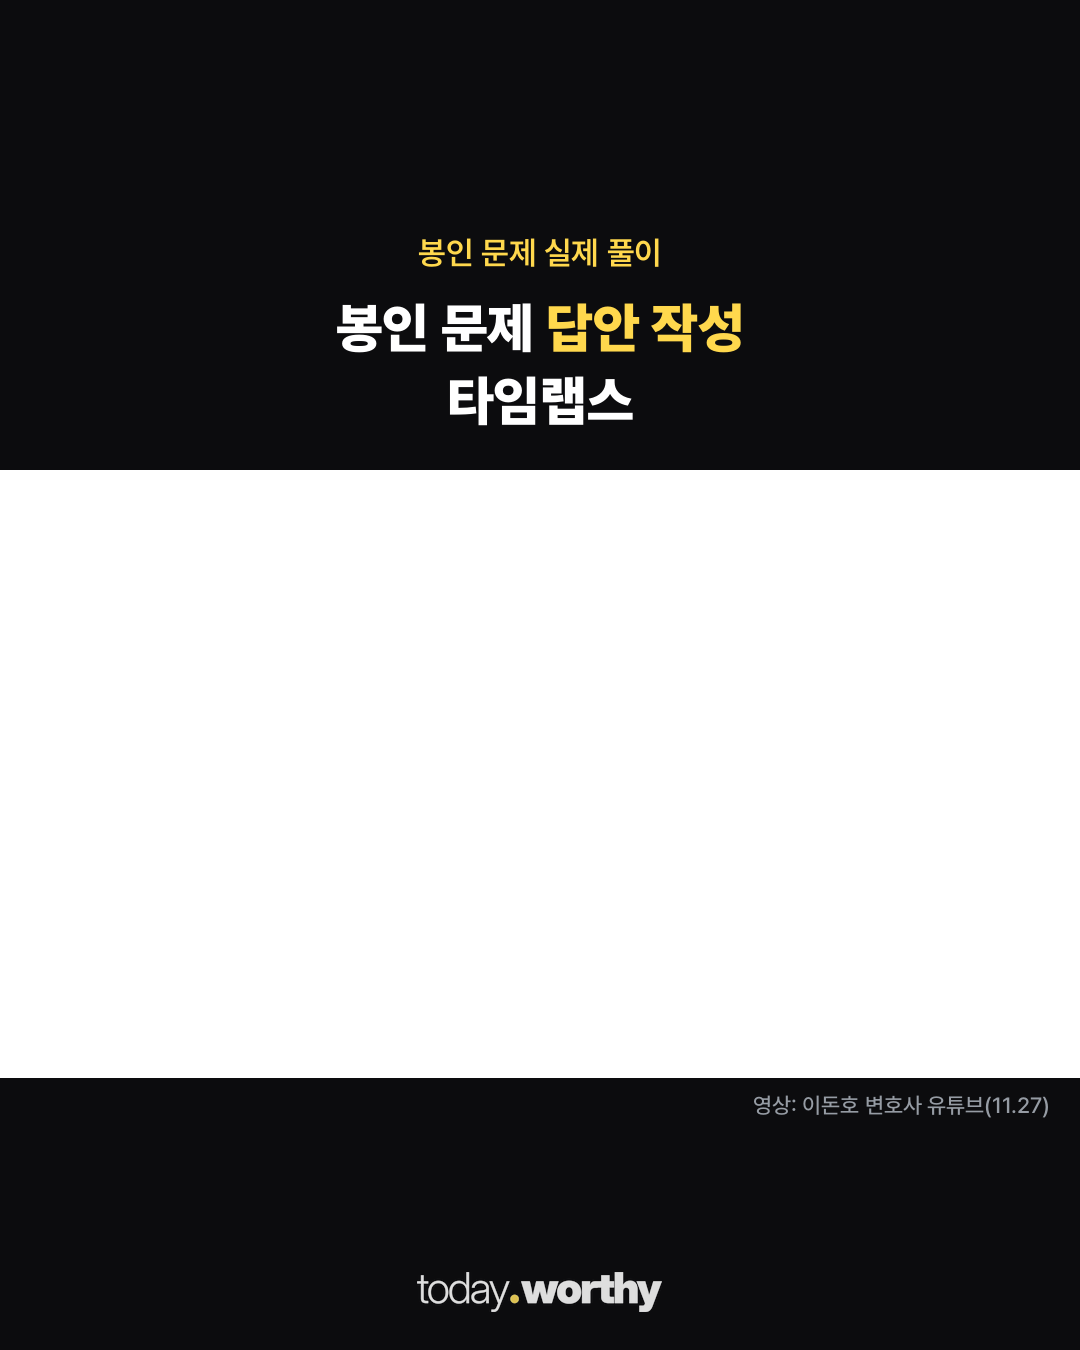 봉인 문제 실제 풀이
봉인 문제 답안 작성
타임랩스
영상: 이돈호 변호사 유튜브(11.27)
today.worthy